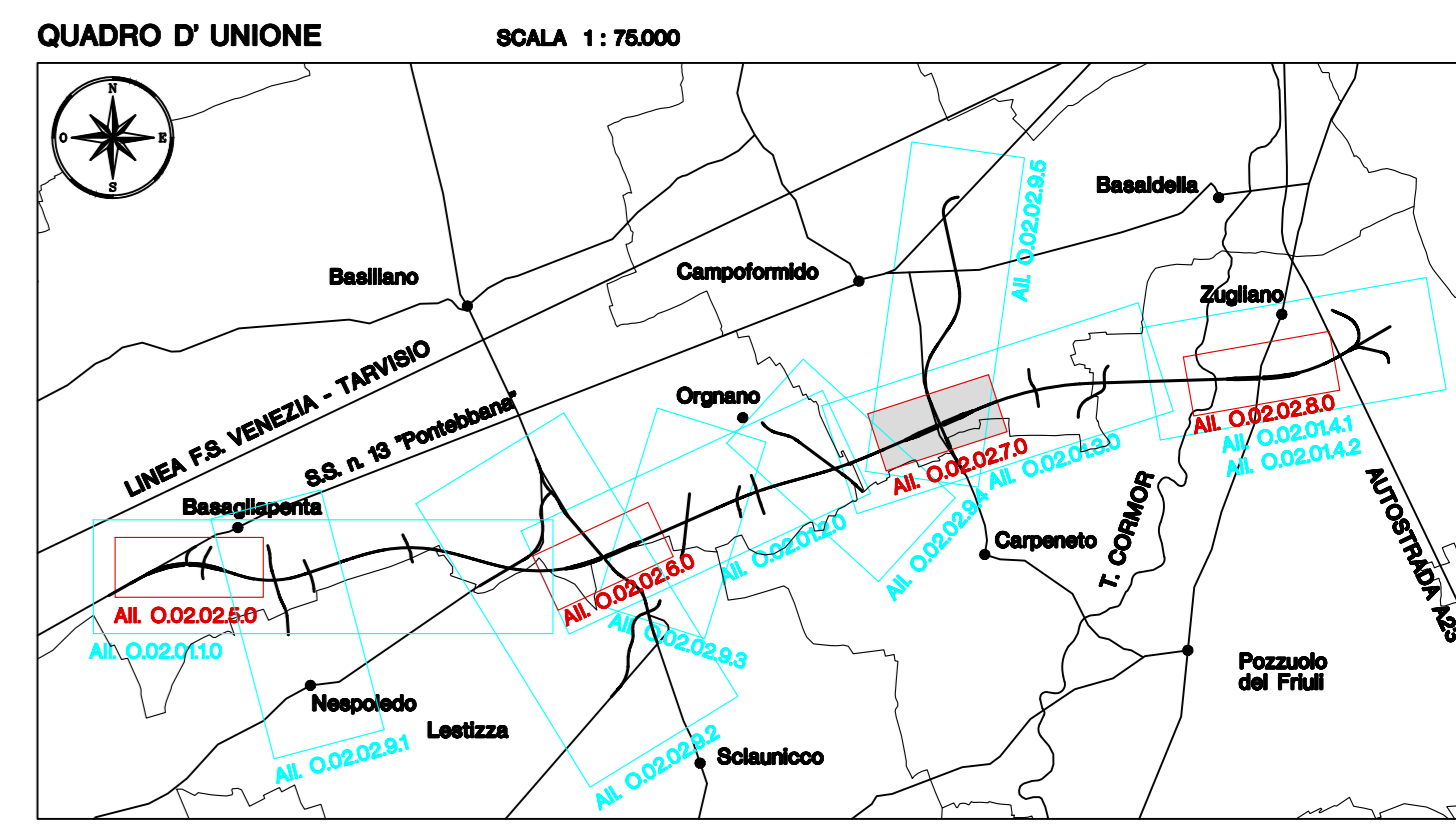 QUADRO D' UNIONE
SCALA 1 : 75.000
N
O
E
S
Basiliano
Campoformido
Basaldella
All. O.02.02.9.5
Zugliano
LINEA F.S. VENEZIA - TARVISIO
S.S. n. 13 "Pontebbana"
Orgnano
Basagliapenta
All. O.02.02.5.0
All. O.02.01.1.0
All. O.02.02.6.0
All. O.02.01.2.0
All. O.02.02.7.0
All. O.02.01.3.0
All. O.02.02.9.4
All. O.02.02.8.0
All. O.02.01.4.1
All. O.02.01.4.2
Carpeneto
T. CORMOR
AUTOSTRADA A23
All. O.02.02.9.3
Nespoledo
Lestizza
All. O.02.02.9.1
All. O.02.02.9.2
Sclaunicco
Pozzuolo
del Friuli